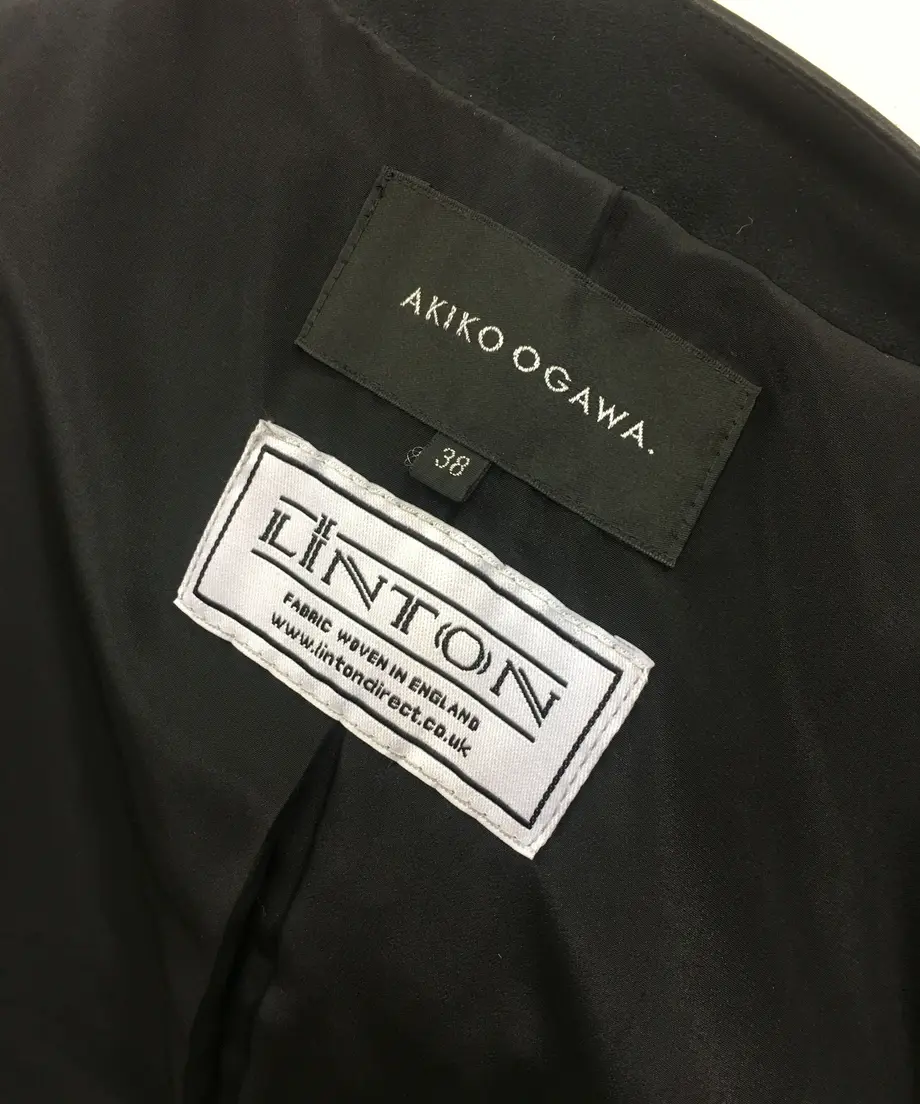 AKIKO OGAWA.
38
LINTON
FABRIC WOVEN IN ENGLAND
www.lintondirect.co.uk